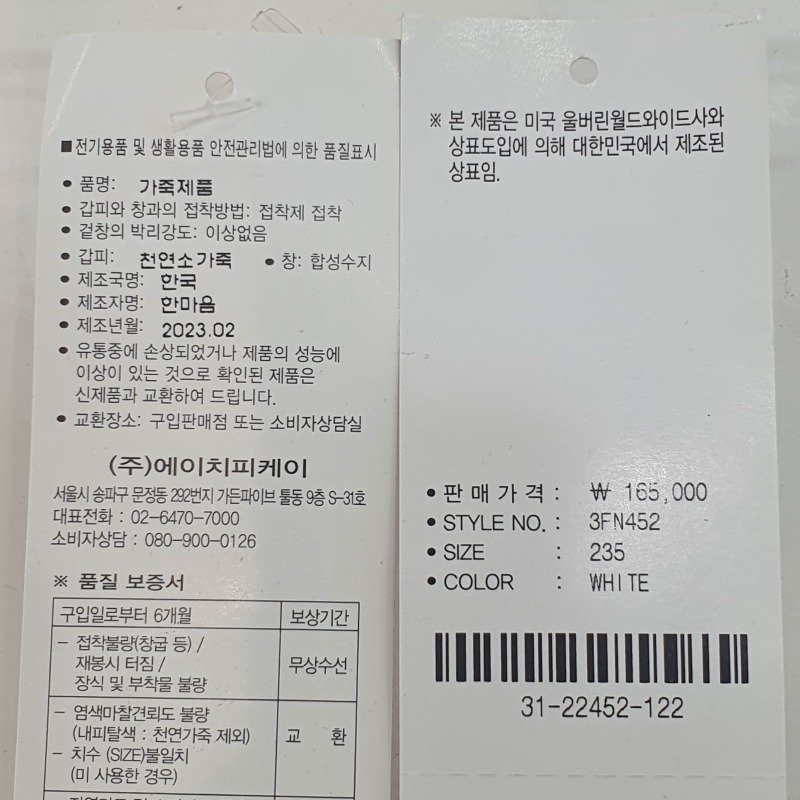 ■ 전기용품 및 생활용품 안전관리법에 의한 품질표시
• 품명: 가죽제품
• 갑피와 창과의 접착방법: 접착제 접착
• 겉창의 박리강도: 이상없음
• 갑피: 천연소가죽 • 창: 합성수지
• 제조국명: 한국
• 제조자명: 한마음
• 제조년월: 2023.02
• 유통중에 손상되었거나 제품의 성능에
이상이 있는 것으로 확인된 제품은
신제품과 교환하여 드립니다.
• 교환장소: 구입판매점 또는 소비자상담실
(주)에이치피케이
서울시 송파구 문정동 292번지 가든파이브 툴동 9층 S-31호
대표전화 : 02-6470-7000
소비자상담 : 080-900-0126
※ 품질 보증서
구입일로부터 6개월 보상기간
- 접착불량(창굽 등) /
재봉시 터짐 /
장식 및 부착물 불량
무상수선
- 염색마찰견뢰도 불량
(내피탈색 : 천연가죽 제외)
- 치수 (SIZE)불일치
(미 사용한 경우)
교 환
※ 본 제품은 미국 울버린월드와이드사와
상표도입에 의해 대한민국에서 제조된
상표임.
• 판매가격 : ₩ 165,000
• STYLE NO. : 3FN452
• SIZE : 235
• COLOR : WHITE
31-22452-122